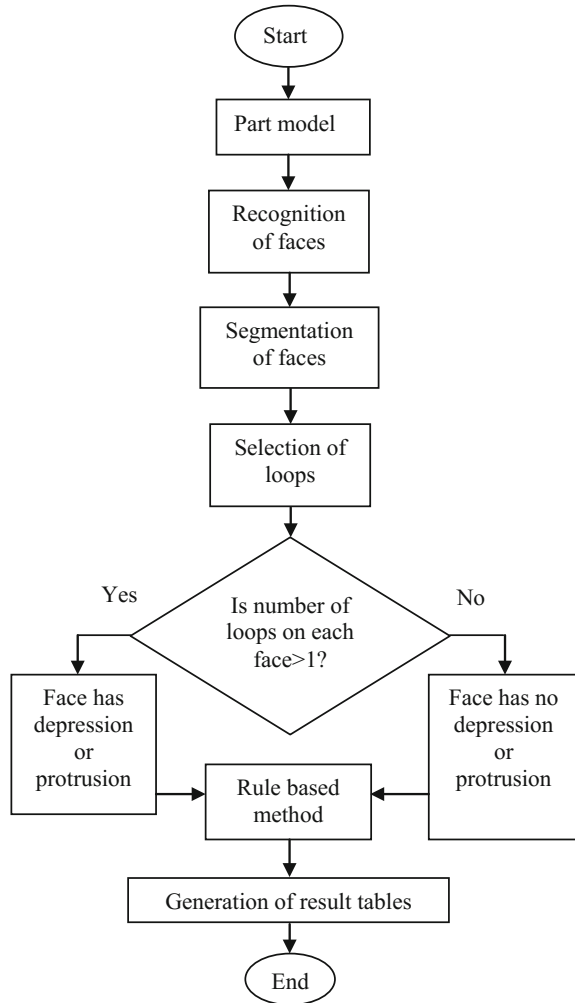 Start
Part model
Recognition
of faces
Segmentation
of faces
Selection of
loops
Yes
Is number of
loops on each
face>1?
No
Face has
depression
or
protrusion
Face has no
depression
or
protrusion
Rule based
method
Generation of result tables
End